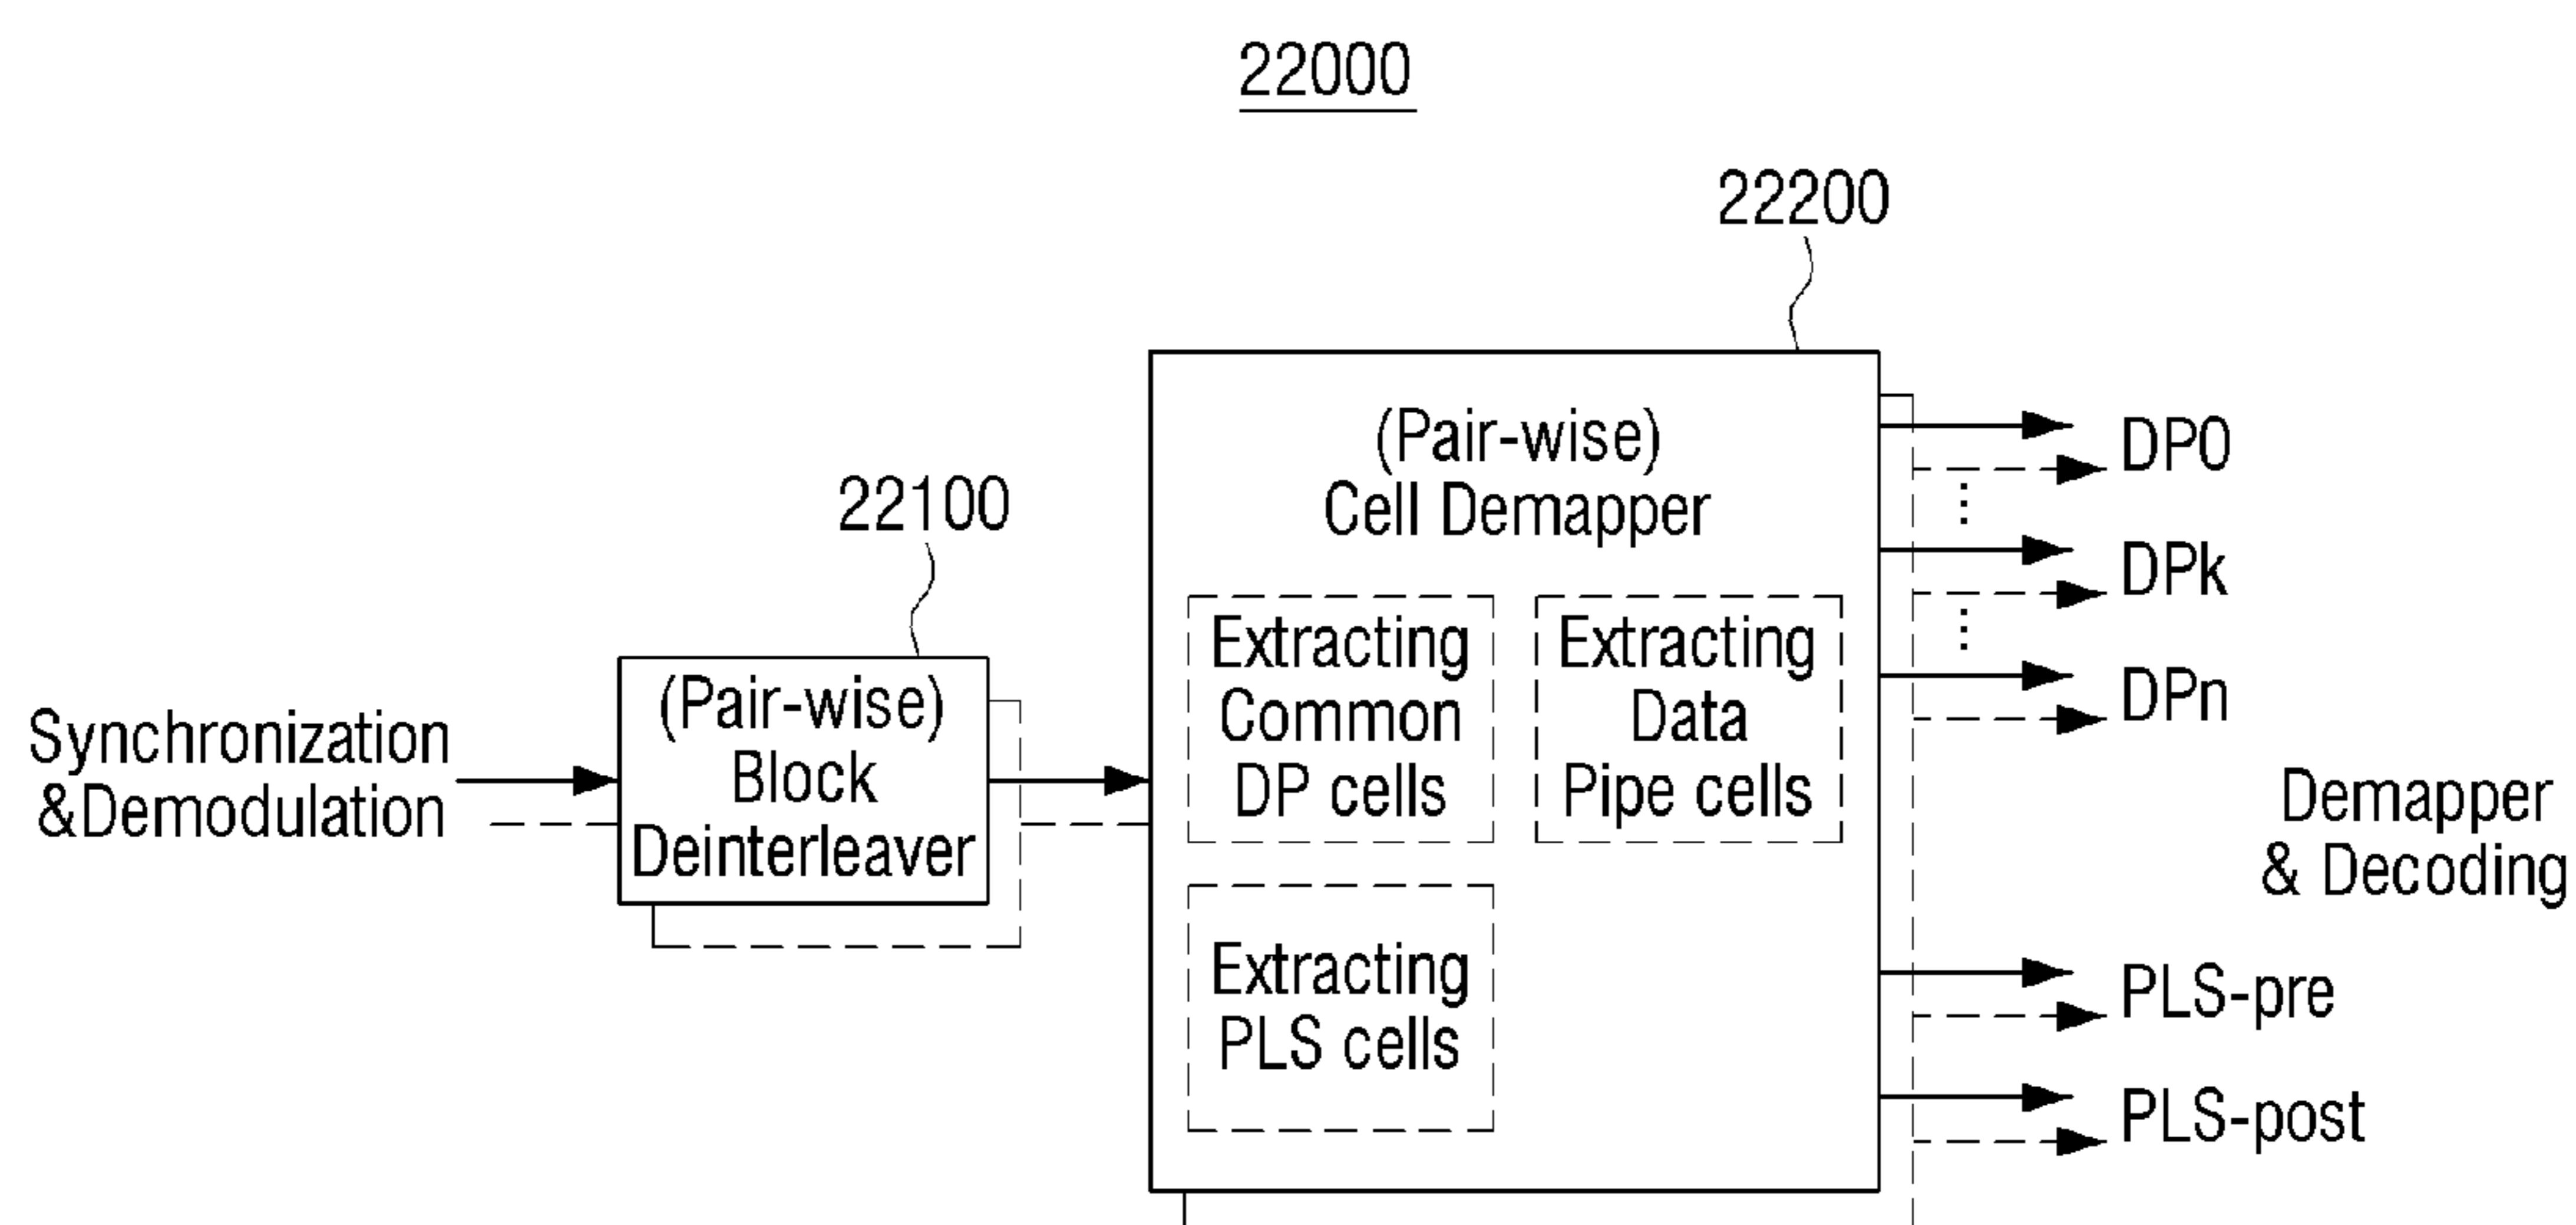 22000
22200
22100
Synchronization
&Demodulation
(Pair-wise)
Block
Deinterleaver
(Pair-wise)
Cell Demapper
Extracting
Common
DP cells
Extracting
Data
Pipe cells
Extracting
PLS cells
DP0
⋮
DPk
⋮
DPn
Demapper
& Decoding
PLS-pre
PLS-post